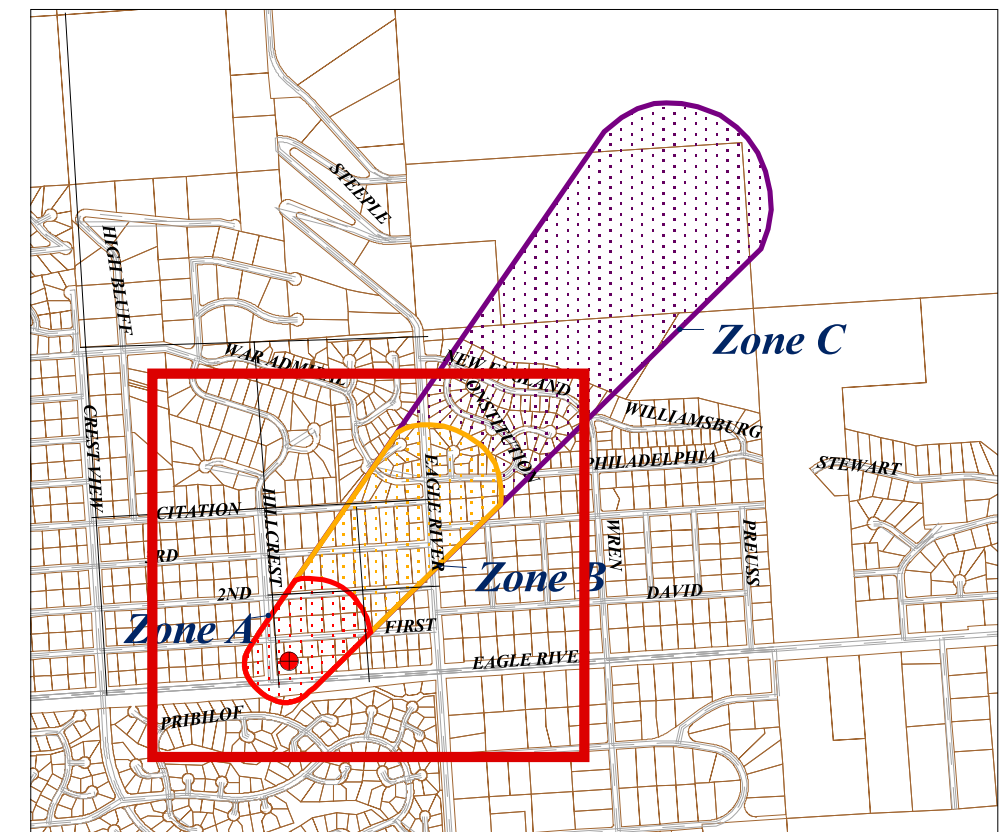 STEEPLE
HIGH BLUFF
Zone C
WAR ADMIRAL
NEW ENGLAND
CONSTITUTION
WILLIAMSBURG
CREST VIEW
PHILADELPHIA
STEWART
EAGLE RIVER
HILLCREST
CITATION
WREN
PREUSS
3RD
Zone B
2ND
DAVID
Zone A
FIRST
EAGLE RIVE
PRIBILOF